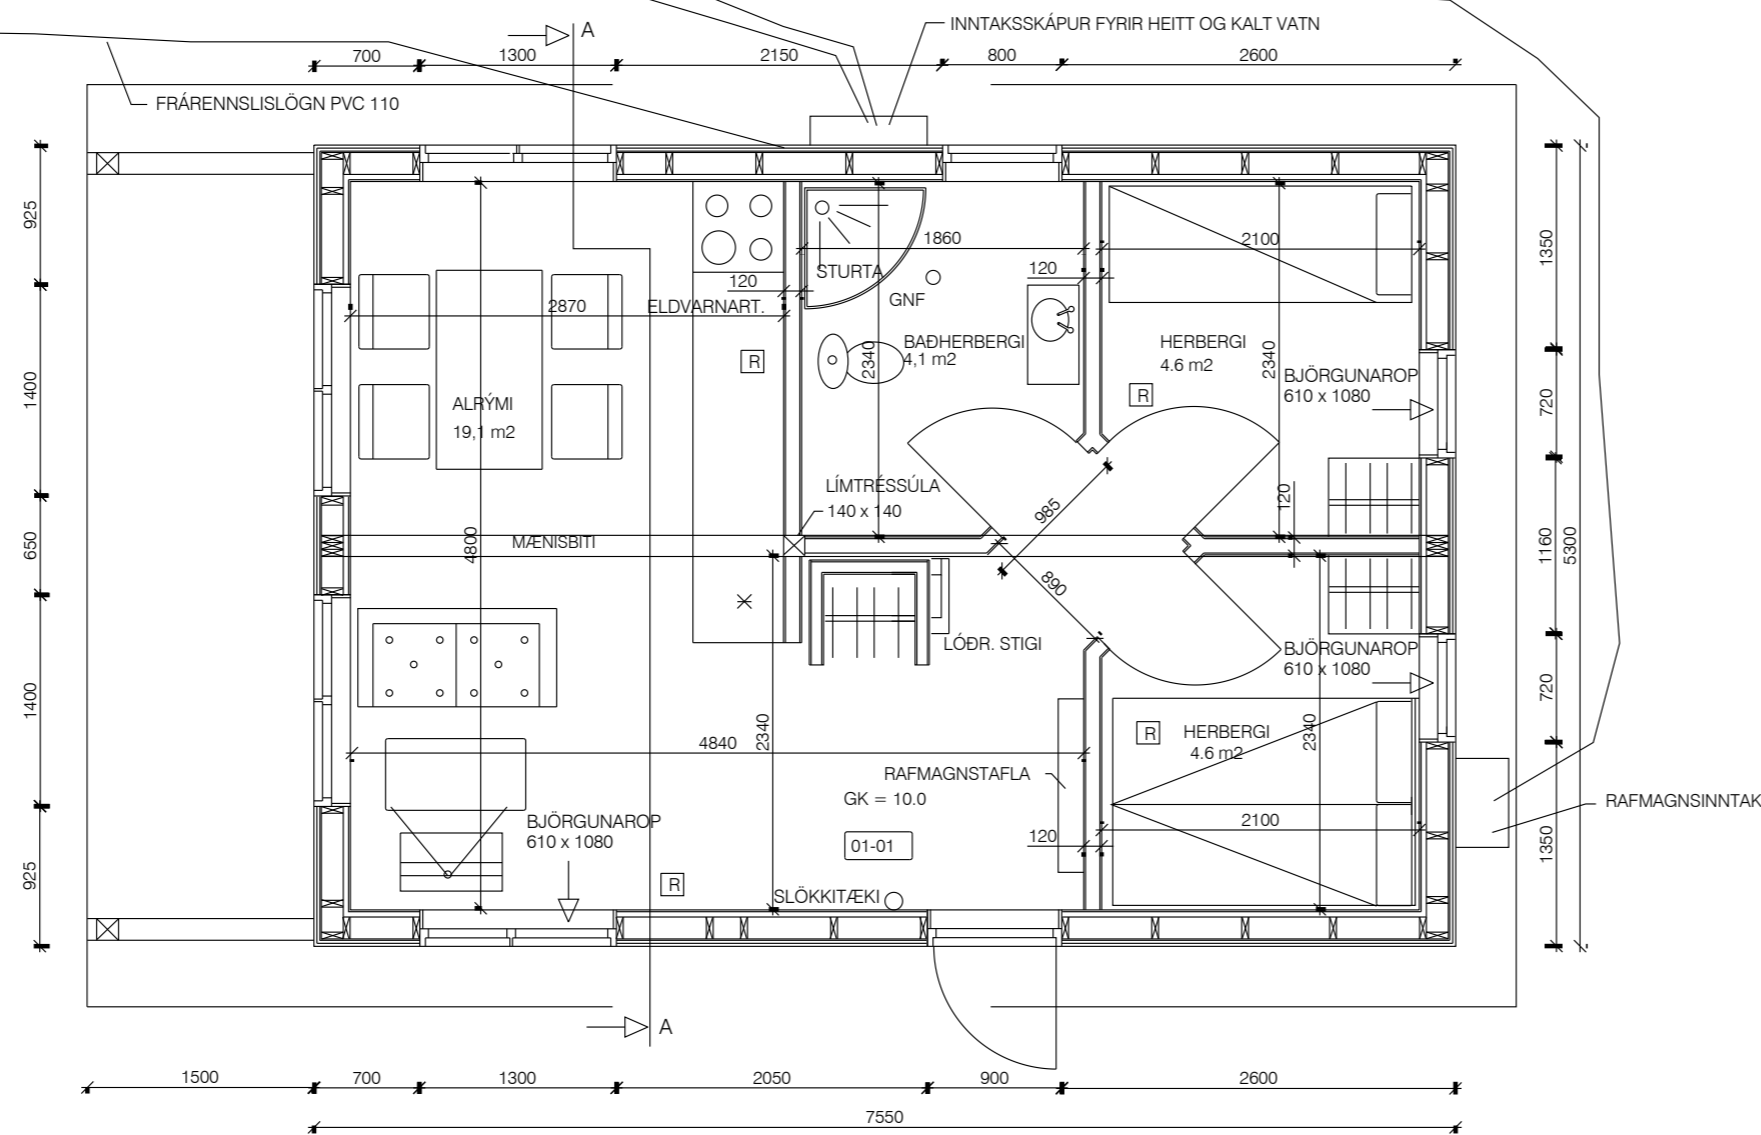 INNTAKSSKÁPUR FYRIR HEITT OG KALT VATN
A
700
1300
2150
800
2600
FRÁRENNSLISLÖGN PVC 110
925
1400
650
1400
925
1350
720
1160
720
1350
5300
1860
2100
120
120
STURTA
GNF
2870
ELDVARNART.
R
BAÐHERBERGI
4,1 m2
2340
HERBERGI
4.6 m2
2340
R
BJÖRGUNAROP
610 x 1080
ALRÝMI
19,1 m2
LÍMTRÉSSÚLA
140 x 140
985
120
MÆNISBITI
4800
890
LÓÐR. STIGI
BJÖRGUNAROP
610 x 1080
4840
2340
R
HERBERGI
4.6 m2
2340
RAFMAGNSTAFLA
GK = 10.0
RAFMAGNSINNTAK
BJÖRGUNAROP
610 x 1080
01-01
120
2100
R
SLÖKKITÆKI
A
1500
700
1300
2050
900
2600
7550